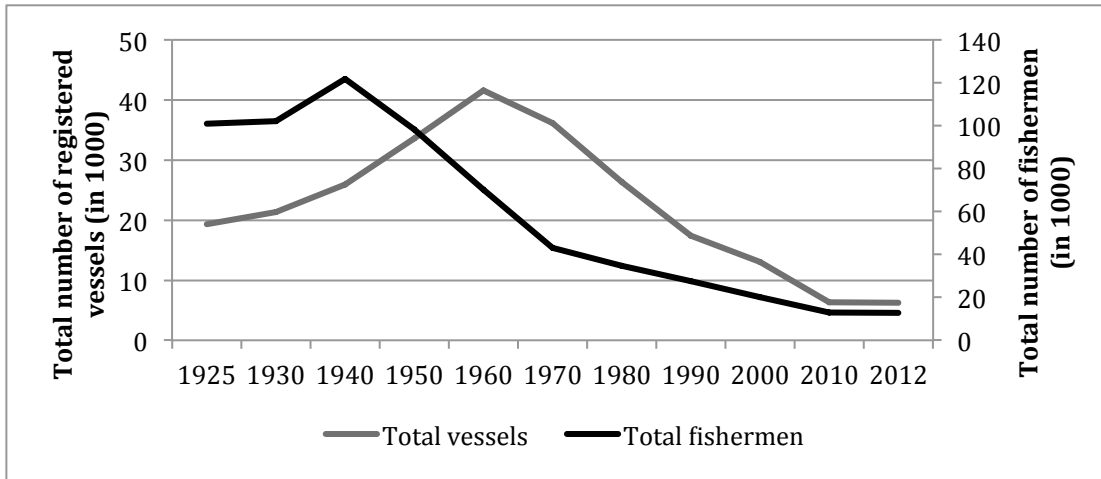 Total number of registered
vessels (in 1000)
50
40
30
20
10
0
140
120
100
80
60
40
20
0
Total number of fishermen
(in 1000)
1925 1930 1940 1950 1960 1970 1980 1990 2000 2010 2012
Total vessels Total fishermen